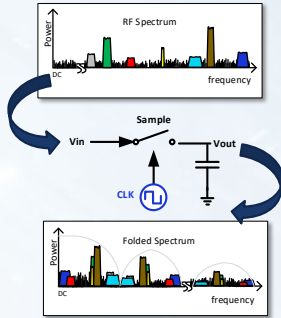 RF Spectrum
Power
DC
frequency
Sample
Vin
Vout
CLK
Folded Spectrum
Power
DC
frequency